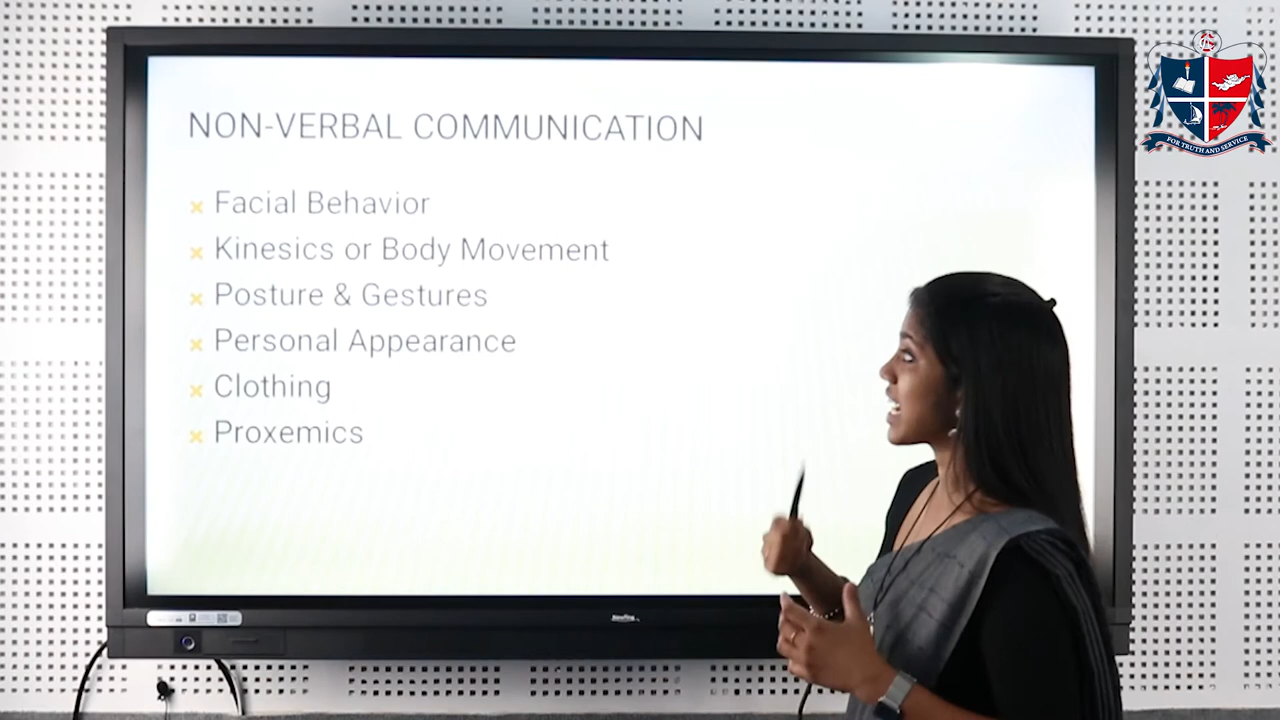 NON-VERBAL COMMUNICATION
Facial Behavior
Kinesics or Body Movement
Posture & Gestures
Personal Appearance
Clothing
Proxemics
FOR TRUTH AND SERVICE